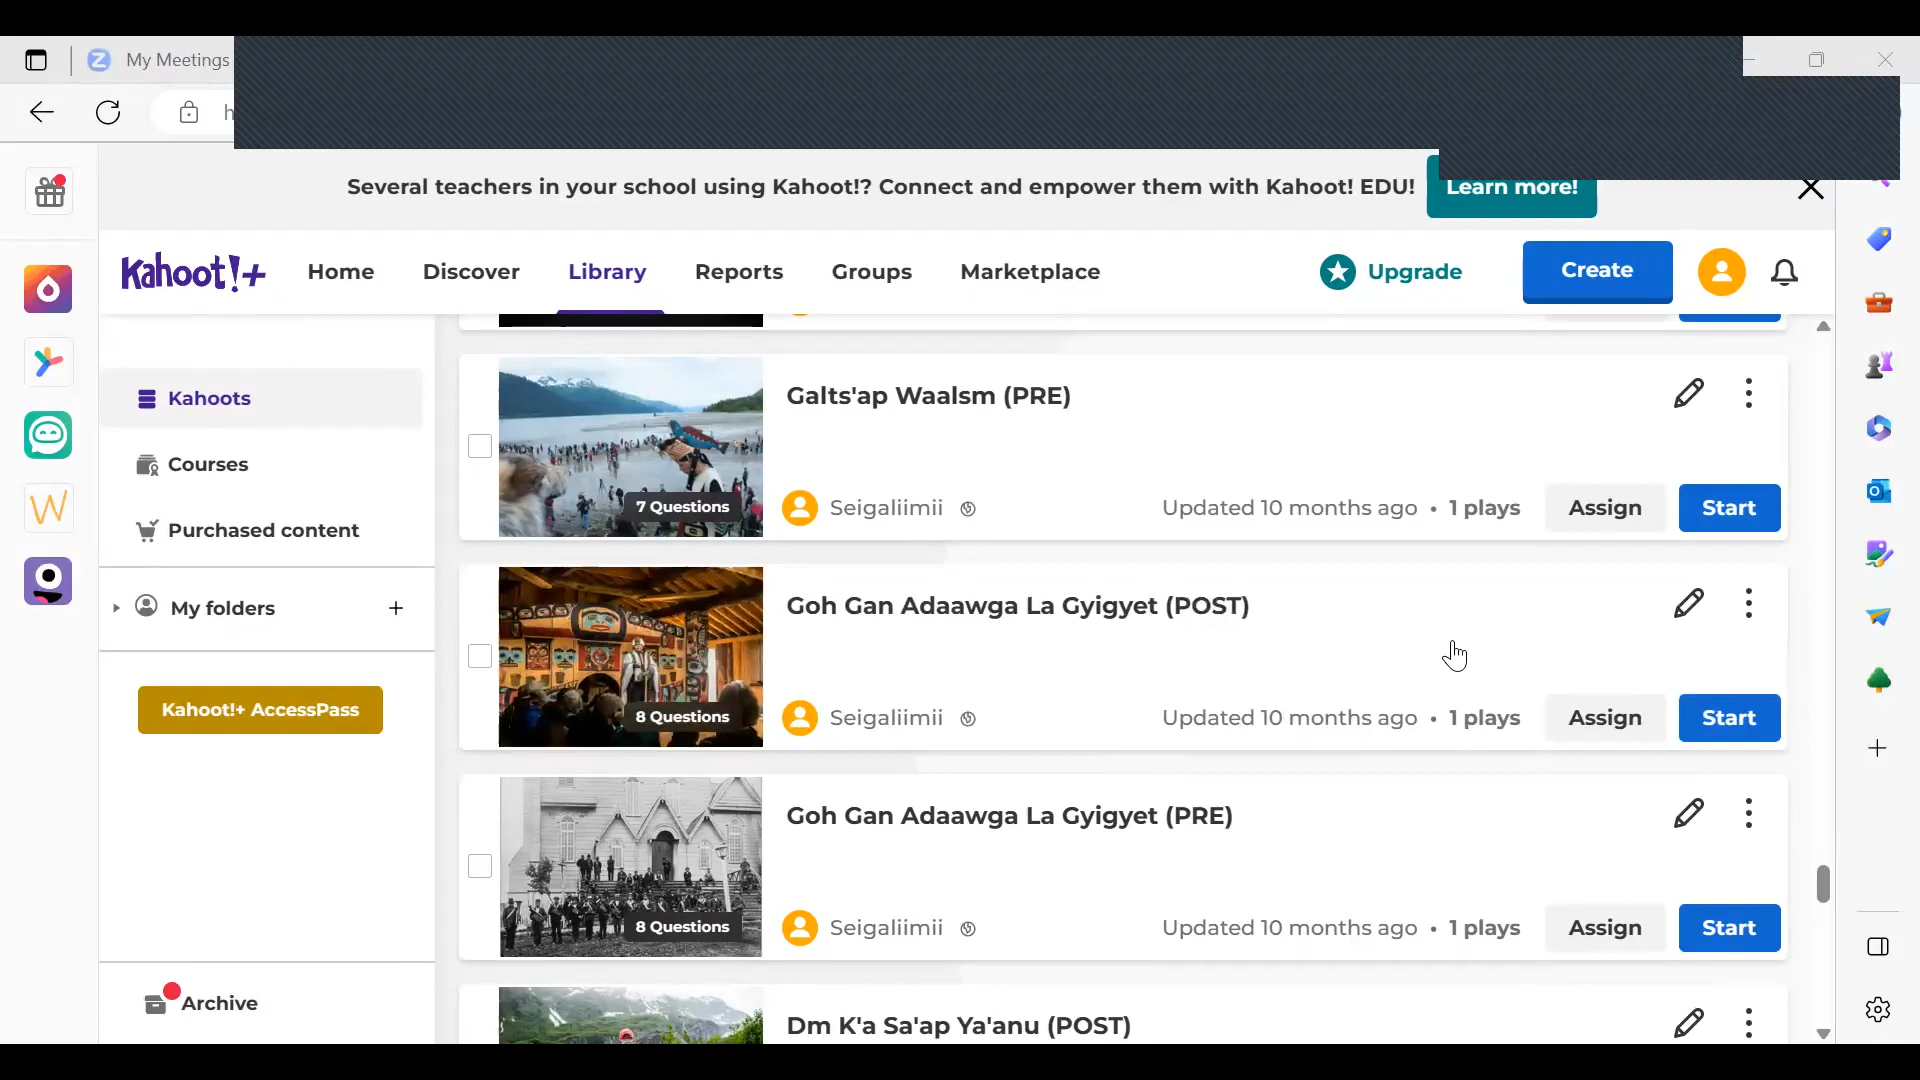 My Meetings
h
Several teachers in your school using Kahoot!? Connect and empower them with Kahoot! EDU!
Learn more!
Kahoot!+
Home
Discover
Library
Reports
Groups
Marketplace
Upgrade
Create
Kahoots
Courses
Purchased content
My folders
Kahoot!+ AccessPass
Archive
Galts'ap Waalsm (PRE)
7 Questions
Seigaliimii
Updated 10 months ago • 1 plays
Assign
Start
Goh Gan Adaawga La Gyigyet (POST)
8 Questions
Seigaliimii
Updated 10 months ago • 1 plays
Assign
Start
Goh Gan Adaawga La Gyigyet (PRE)
8 Questions
Seigaliimii
Updated 10 months ago • 1 plays
Assign
Start
Dm K'a Sa'ap Ya'anu (POST)